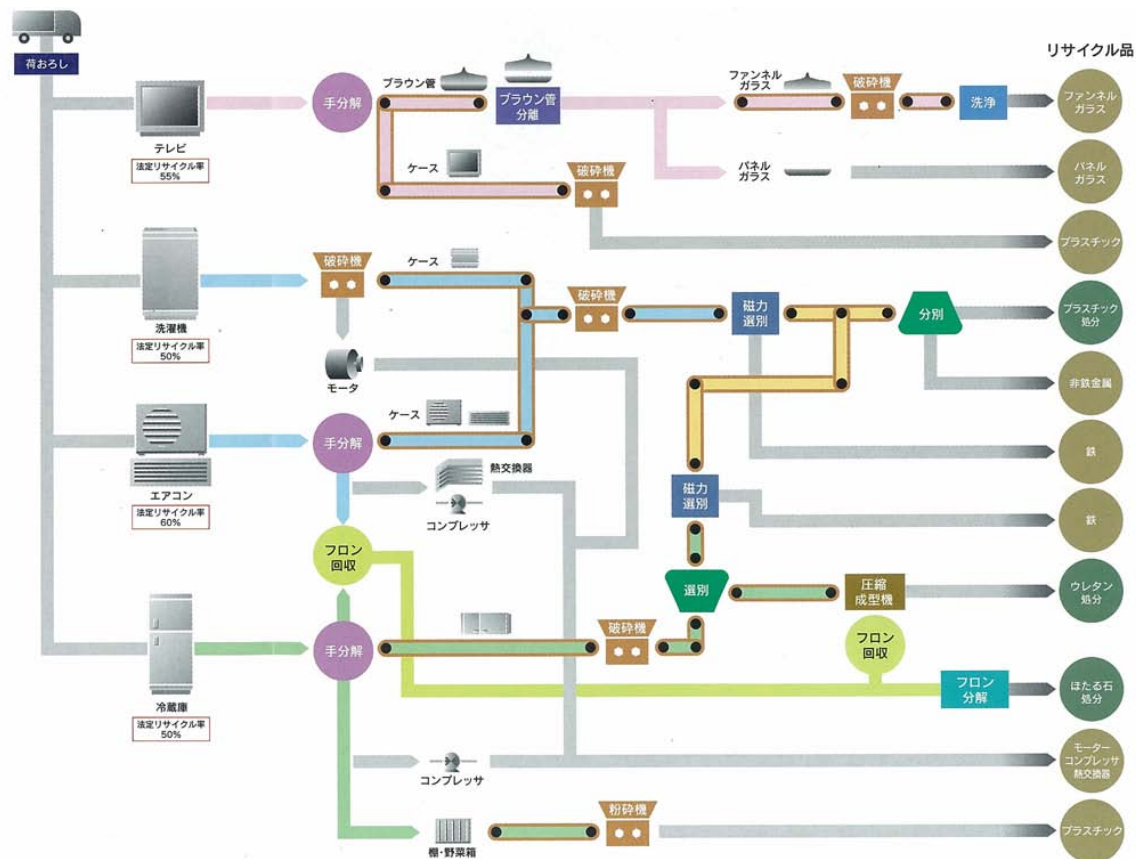 荷おろし
リサイクル品
テレビ
法定リサイクル率
55%
手分解
ブラウン管
ブラウン管
分離
ケース
破砕機
ファンネル
ガラス
破砕機
洗浄
ファンネル
ガラス
パネル
ガラス
パネル
ガラス
プラスチック
洗濯機
法定リサイクル率
50%
破砕機
モータ
ケース
破砕機
磁力
選別
分別
プラスチック
処分
非鉄金属
鉄
エアコン
法定リサイクル率
60%
手分解
ケース
熱交換器
コンプレッサ
フロン
回収
磁力
選別
鉄
選別
圧縮
成型機
ウレタン
処分
冷蔵庫
法定リサイクル率
50%
手分解
破砕機
フロン
回収
フロン
分解
ほたる石
処分
コンプレッサ
モーター
コンプレッサ
熱交換器
棚・野菜箱
粉砕機
プラスチック